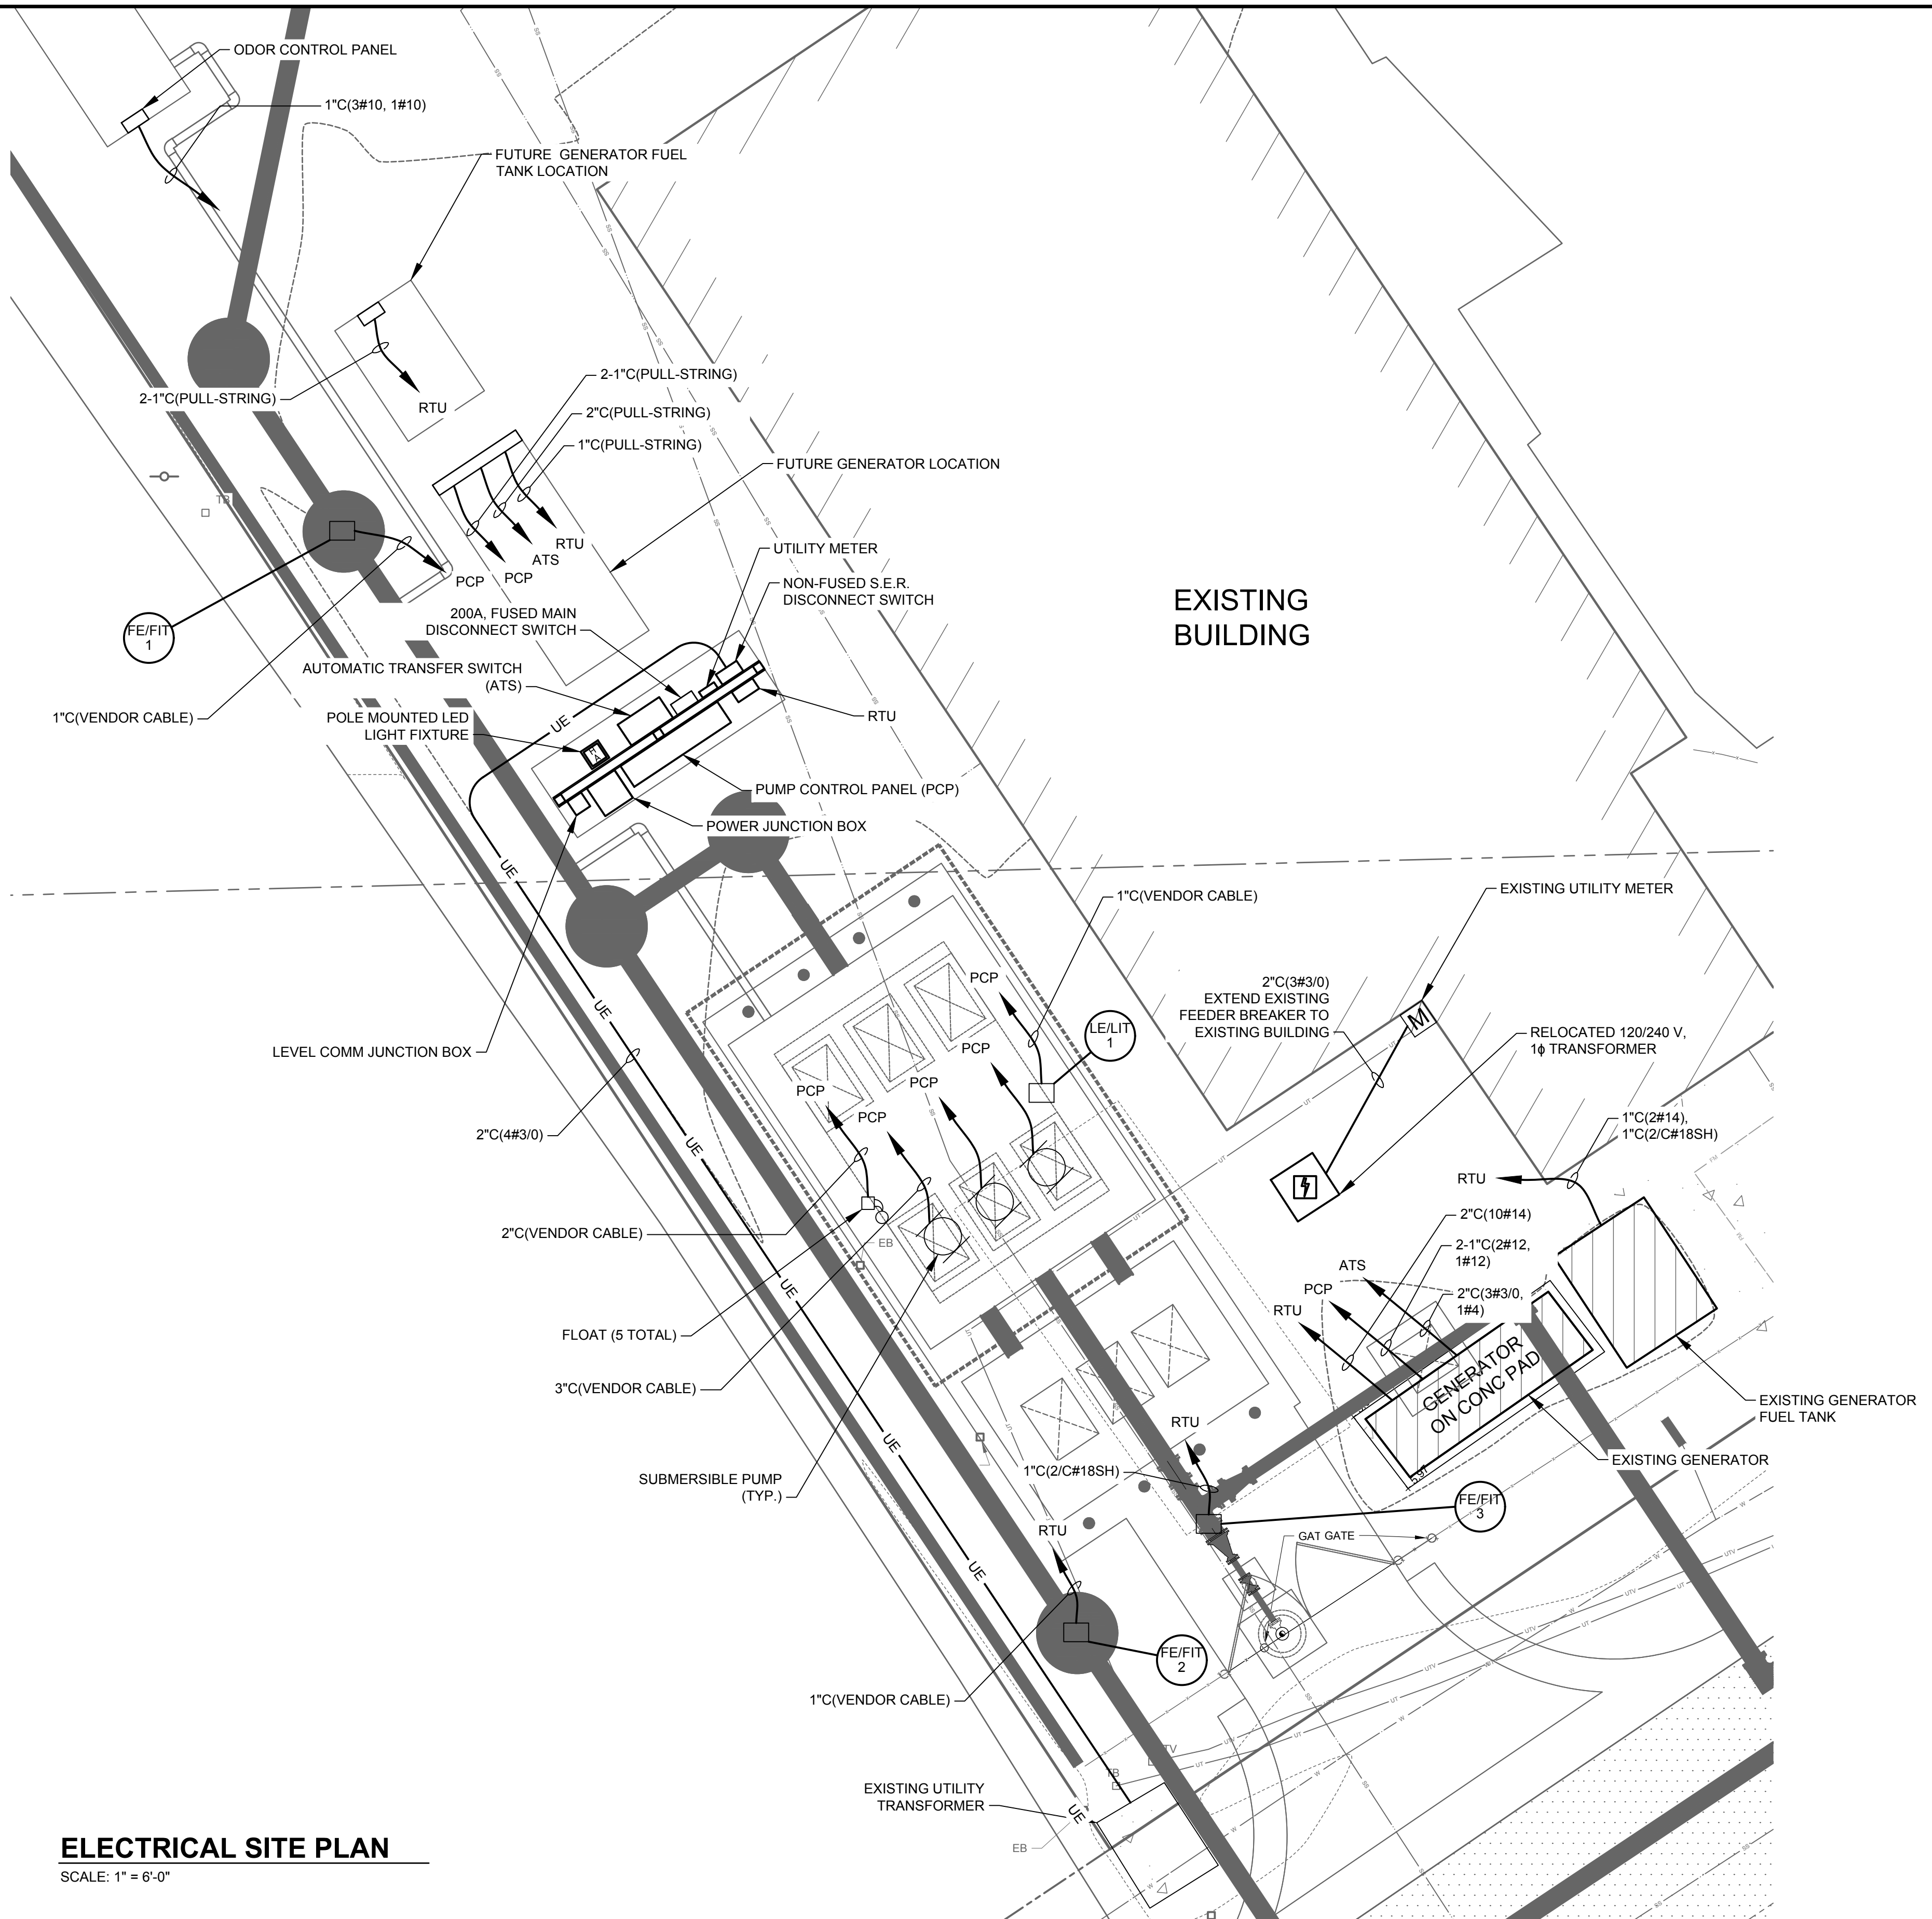 ODOR CONTROL PANEL
1"C(3#10, 1#10)
FUTURE GENERATOR FUEL
TANK LOCATION
2-1"C(PULL-STRING)
RTU
2-1"C(PULL-STRING)
2"C(PULL-STRING)
1"C(PULL-STRING)
FUTURE GENERATOR LOCATION
TB
RTU
ATS
PCP
PCP
UTILITY METER
NON-FUSED S.E.R.
DISCONNECT SWITCH
EXISTING
BUILDING
FE/FIT
1
200A, FUSED MAIN
DISCONNECT SWITCH
AUTOMATIC TRANSFER SWITCH
(ATS)
1"C(VENDOR CABLE)
POLE MOUNTED LED
LIGHT FIXTURE
UE
RTU
PUMP CONTROL PANEL (PCP)
POWER JUNCTION BOX
UE
1"C(VENDOR CABLE)
EXISTING UTILITY METER
PCP
2"C(3#3/0)
EXTEND EXISTING
FEEDER BREAKER TO
EXISTING BUILDING
M
UE
LE/LIT
1
RELOCATED 120/240 V,
1ϕ TRANSFORMER
LEVEL COMM JUNCTION BOX
PCP
PCP
PCP
PCP
1"C(2#14),
1"C(2/C#18SH)
2"C(4#3/0)
UE
RTU
2"C(10#14)
2"C(VENDOR CABLE)
EB
2-1"C(2#12,
1#12)
ATS
PCP
2"C(3#3/0,
1#4)
RTU
UE
FLOAT (5 TOTAL)
3"C(VENDOR CABLE)
GENERATOR
ON CONC PAD
EXISTING GENERATOR
FUEL TANK
RTU
UE
EXISTING GENERATOR
1"C(2/C#18SH)
SUBMERSIBLE PUMP
(TYP.)
FE/FIT
3
RTU
GAT GATE
UE
FE/FIT
2
1"C(VENDOR CABLE)
TV
TB
EXISTING UTILITY
TRANSFORMER
UE
EB
ELECTRICAL SITE PLAN
SCALE: 1" = 6'-0"